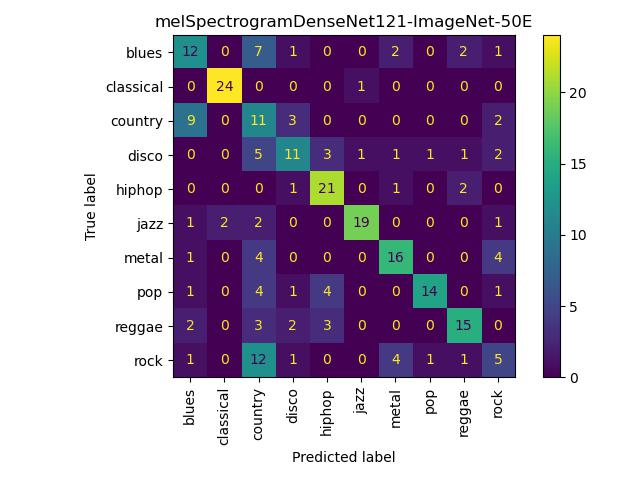 melSpectrogramDenseNet121-ImageNet-50E
True label
blues 12 0 7 1 0 0 2 0 2 1
classical 0 24 0 0 0 1 0 0 0 0
country 9 0 11 3 0 0 0 0 0 2
disco 0 0 5 11 3 1 1 1 1 2
hiphop 0 0 0 1 21 0 1 0 2 0
jazz 1 2 2 0 0 19 0 0 0 1
metal 1 0 4 0 0 0 16 0 0 4
pop 1 0 4 1 4 0 0 14 0 1
reggae 2 0 3 2 3 0 0 0 15 0
rock 1 0 12 1 0 0 4 1 1 5
blues classical country disco hiphop jazz metal pop reggae rock
Predicted label
20
15
10
5
0